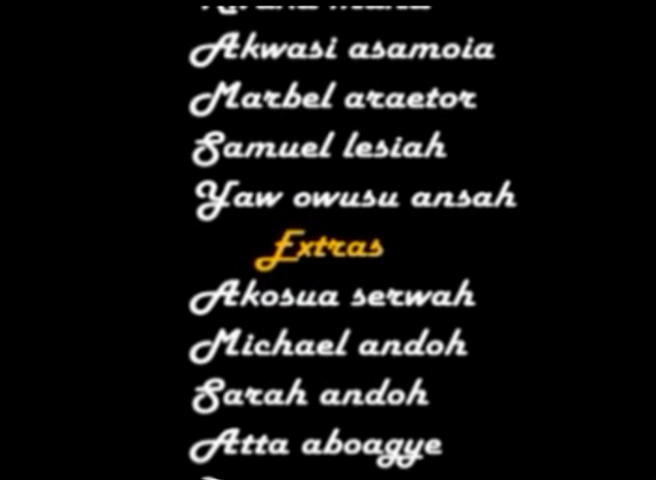 Akwasi asamoia
Marbel araetor
Samuel lesiah
Yaw owusu ansah
Extras
Akosua serwah
Michael andoh
Sarah andoh
Atta aboagye